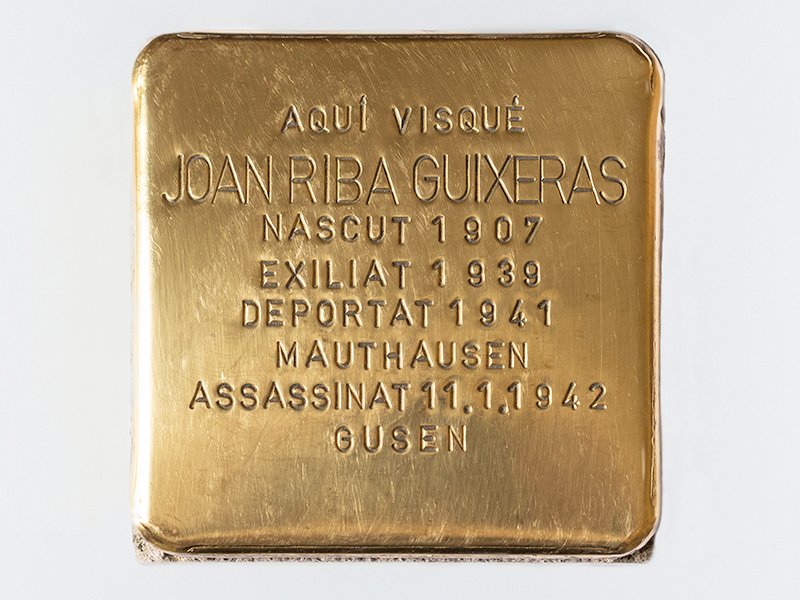 AQUÍ VISQUÉ
JOAN RIBA GUIXERAS
NASCUT 1907
EXILIAT 1939
DEPORTAT 1941
MAUTHAUSEN
ASSASSINAT 11.1.1942
GUSEN